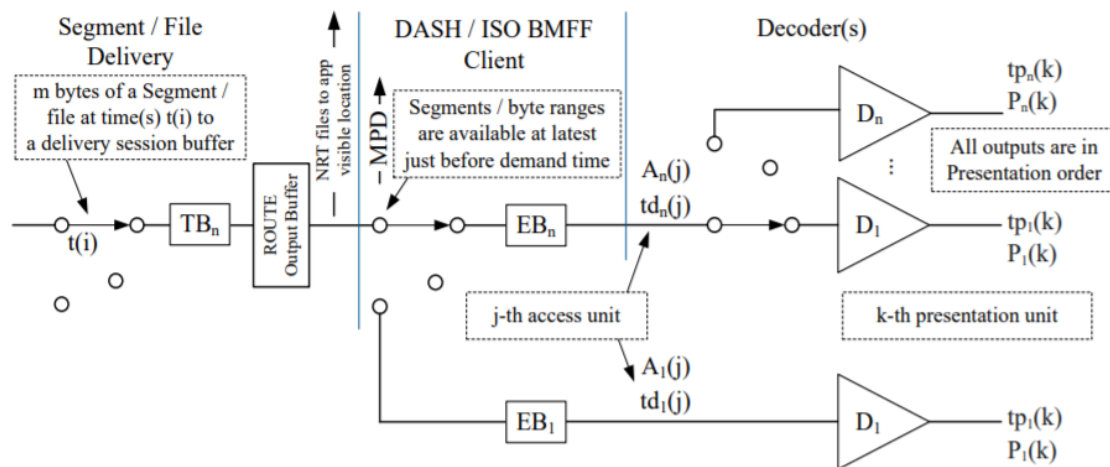 Segment / File
Delivery
m bytes of a Segment /
file at time(s) t(i) to
a delivery session buffer
t(i)
TBn
ROUTE
Output Buffer
NRT files to app
visible location
DASH / ISO BMFF
Client
MPD
Segments / byte ranges
are available at latest
just before demand time
EBn
An(j)
tdn(j)
j-th access unit
A1(j)
td1(j)
EB1
Decoder(s)
Dn
tpn(k)
Pn(k)
⋮
All outputs are in
Presentation order
D1
tp1(k)
P1(k)
k-th presentation unit
D1
tp1(k)
P1(k)